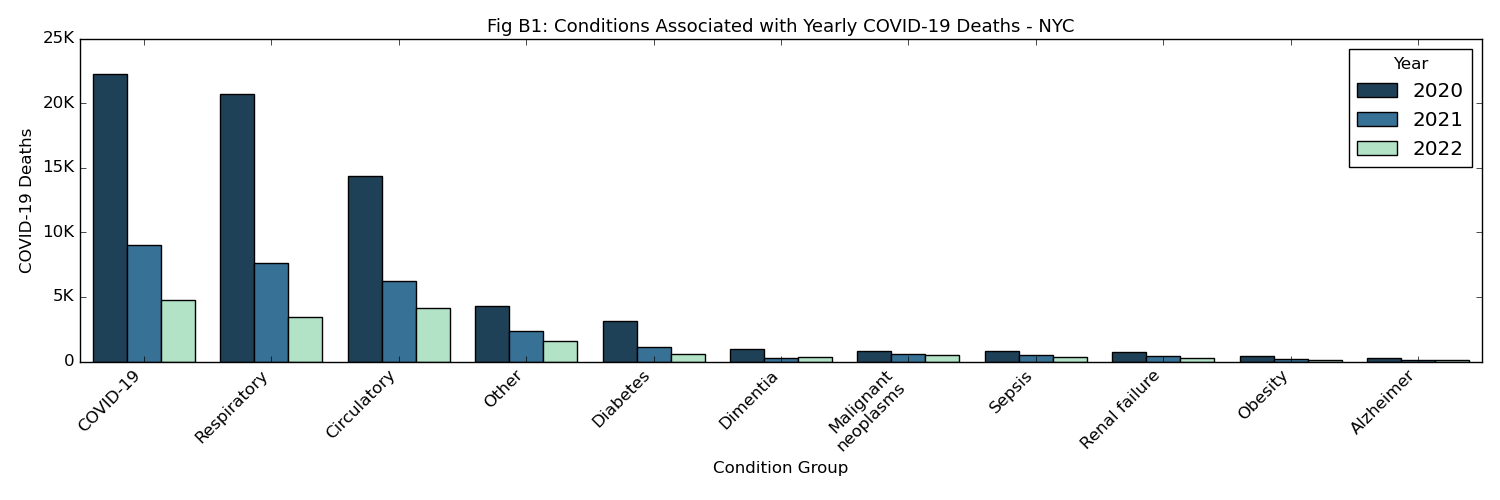 Fig B1: Conditions Associated with Yearly COVID-19 Deaths - NYC
25K
20K
15K
10K
5K
0
COVID-19 Deaths
Year
2020
2021
2022
COVID-19
Respiratory
Circulatory
Other
Diabetes
Dimentia
Malignant
neoplasms
Sepsis
Renal failure
Obesity
Alzheimer
Condition Group